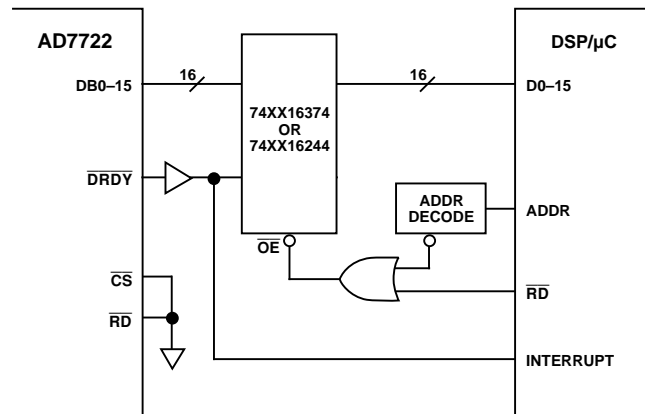 AD7722
DSP/µC
DB0–15
16
16
D0–15
74XX16374
OR
74XX16244
DRDY
ADDR
DECODE
ADDR
OE
CS
RD
RD
INTERRUPT